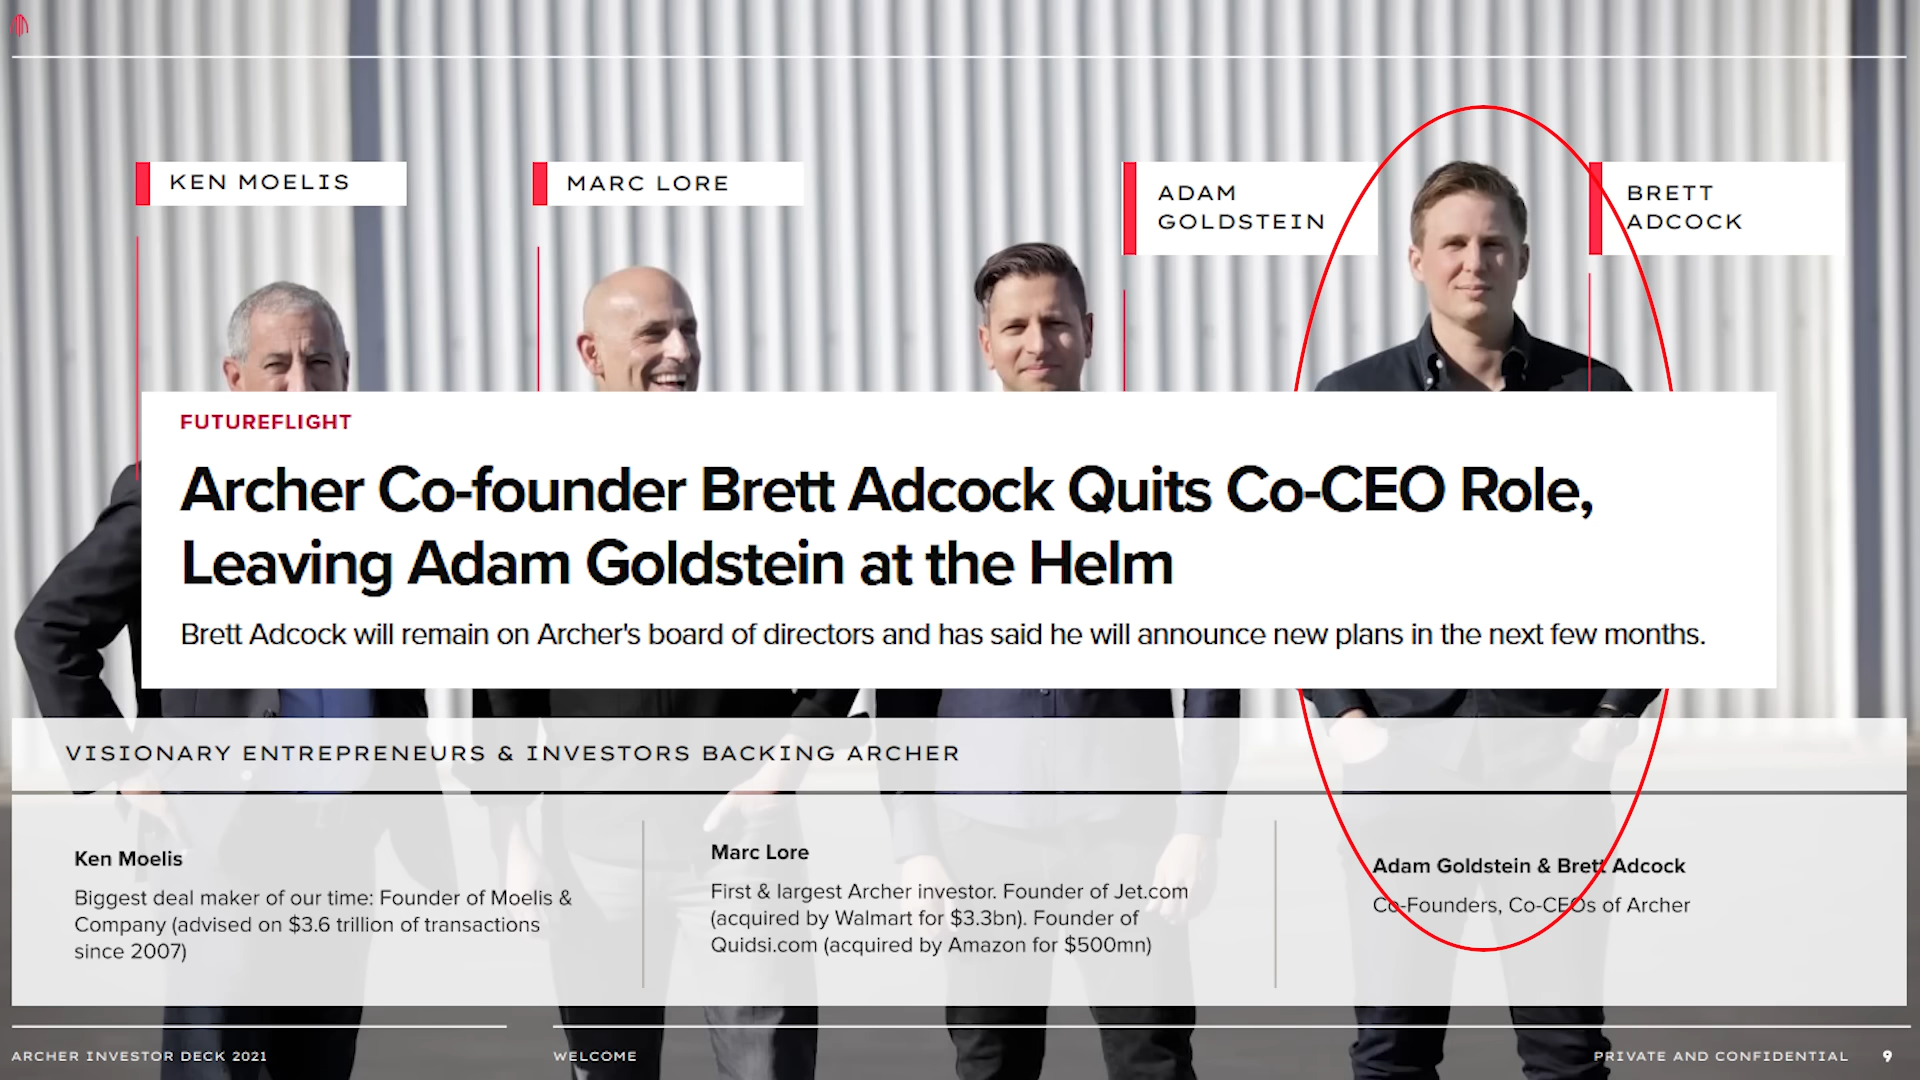 KEN MOELIS
MARC LORE
ADAM
GOLDSTEIN
BRETT
ADCOCK
FUTUREFLIGHT
Archer Co-founder Brett Adcock Quits Co-CEO Role,
Leaving Adam Goldstein at the Helm
Brett Adcock will remain on Archer's board of directors and has said he will announce new plans in the next few months.
VISIONARY ENTREPRENEURS & INVESTORS BACKING ARCHER
Ken Moelis
Biggest deal maker of our time: Founder of Moelis &
Company (advised on $3.6 trillion of transactions
since 2007)
Marc Lore
First & largest Archer investor. Founder of Jet.com
(acquired by Walmart for $3.3bn). Founder of
Quidsi.com (acquired by Amazon for $500mn)
Adam Goldstein & Brett Adcock
Co-Founders, Co-CEOs of Archer
ARCHER INVESTOR DECK 2021
WELCOME
PRIVATE AND CONFIDENTIAL 9